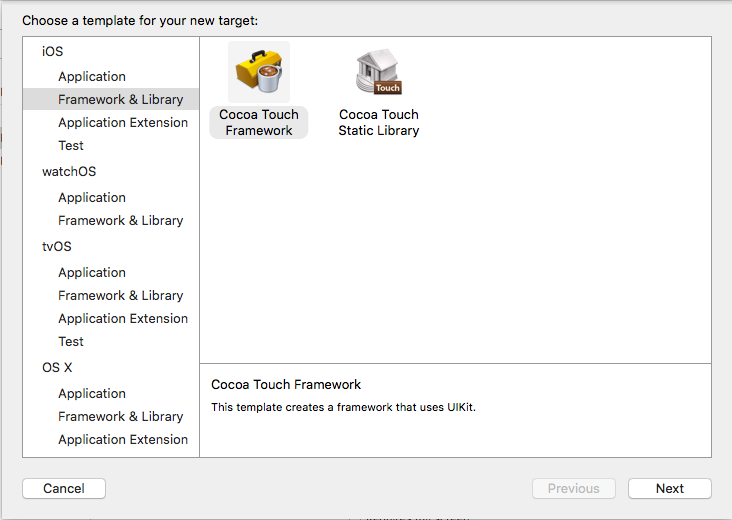 Choose a template for your new target:
iOS
Application
Framework & Library
Application Extension
Test
watchOS
Application
Framework & Library
tvOS
Application
Framework & Library
Application Extension
Test
OS X
Application
Framework & Library
Application Extension
Cocoa Touch
Framework
Touch
Cocoa Touch
Static Library
Cocoa Touch Framework
This template creates a framework that uses UIKit.
Cancel
Previous
Next